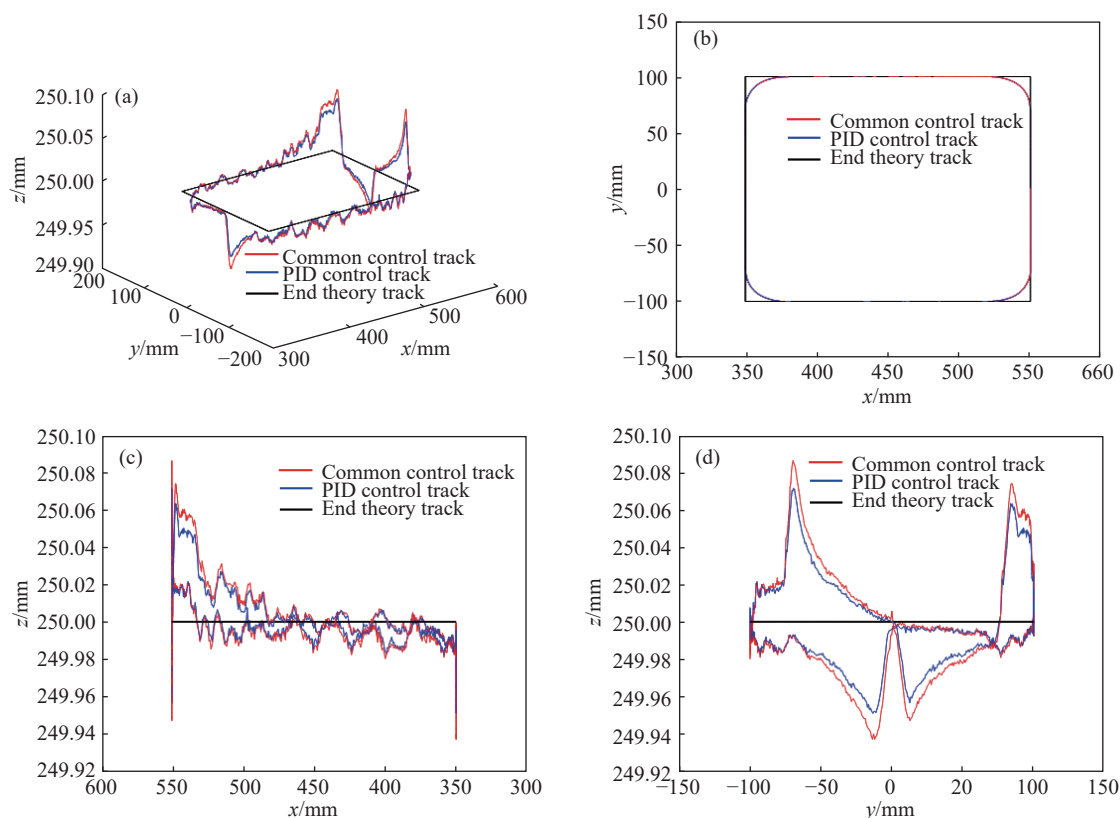 (a)
250.10
250.05
250.00
249.95
249.90
z/mm
Common control track
PID control track
End theory track
200
100
0
−100
−200
y/mm
300
400
500
600
x/mm
(b)
150
100
50
0
−50
−100
−150
y/mm
Common control track
PID control track
End theory track
300
350
400
450
500
550
660
x/mm
(c)
250.10
250.08
250.06
250.04
250.02
250.00
249.98
249.96
249.94
249.92
z/mm
Common control track
PID control track
End theory track
600
550
500
450
400
350
300
x/mm
(d)
250.10
250.08
250.06
250.04
250.02
250.00
249.98
249.96
249.94
249.92
z/mm
Common control track
PID control track
End theory track
−150
−100
−50
0
20
100
150
y/mm